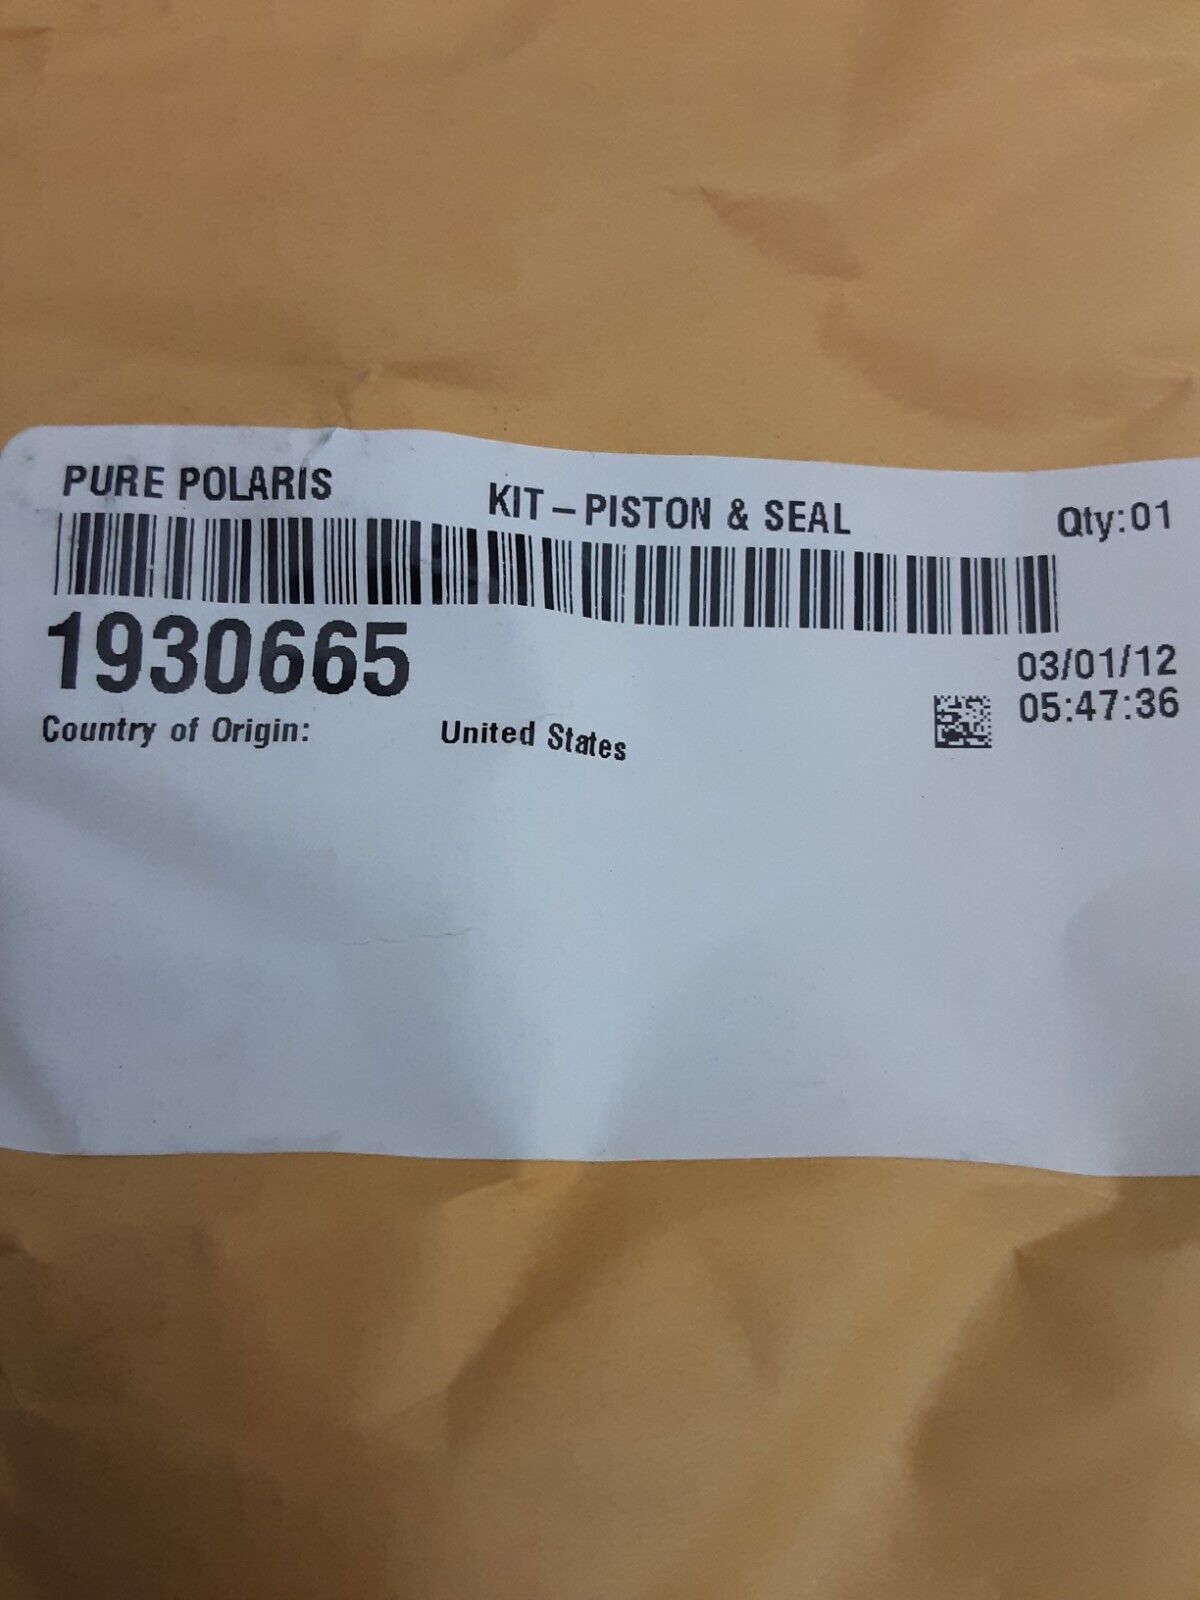 PURE POLARIS
KIT-PISTON & SEAL
Qty:01
1930665
03/01/12
05:47:36
Country of Origin: United States